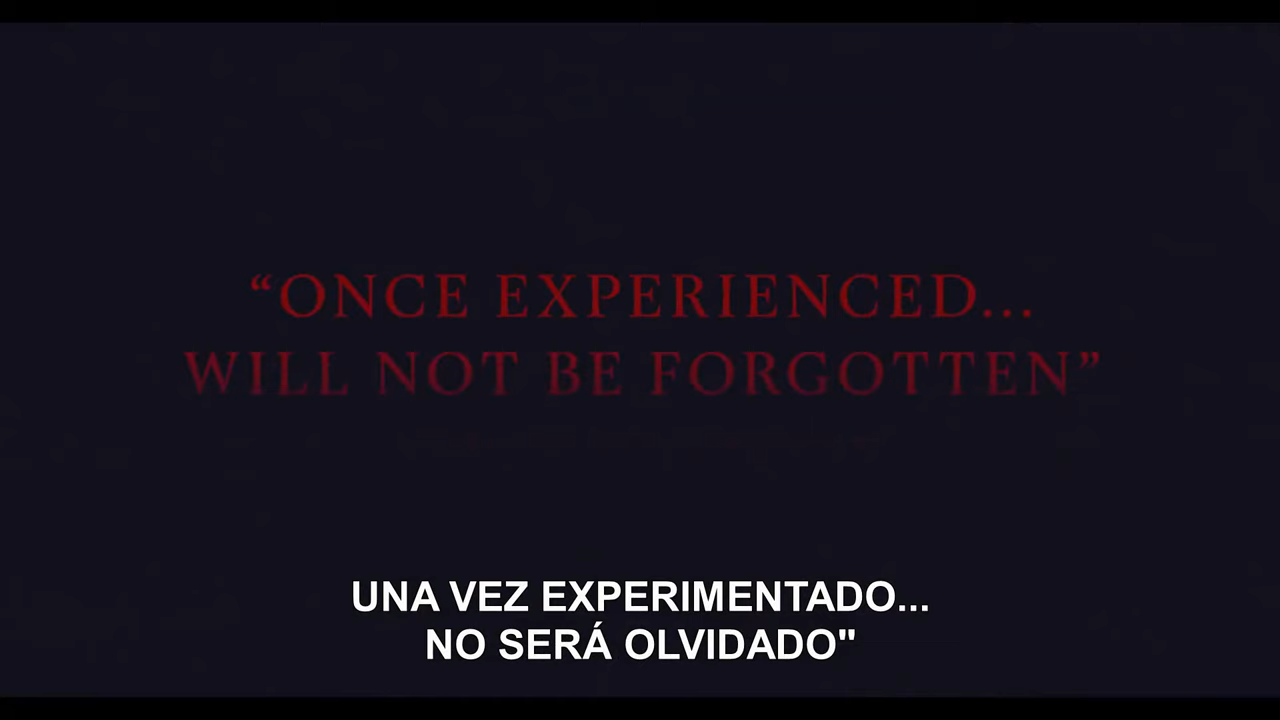 “ONCE EXPERIENCED...
WILL NOT BE FORGOTTEN”
UNA VEZ EXPERIMENTADO...
NO SERÁ OLVIDADO"